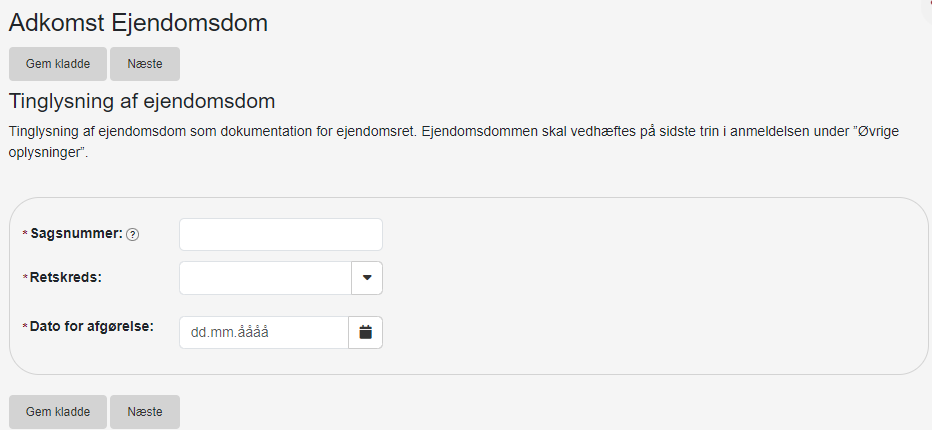 Adkomst Ejendomsdom
Gem kladde Næste
Tinglysning af ejendomsdom
Tinglysning af ejendomsdom som dokumentation for ejendomsret. Ejendomsdommen skal vedhæftes på sidste trin i anmeldelsen under ”Øvrige
oplysninger”.
* Sagsnummer: ?
* Retskreds:
* Dato for afgørelse: dd.mm.åååå
Gem kladde Næste